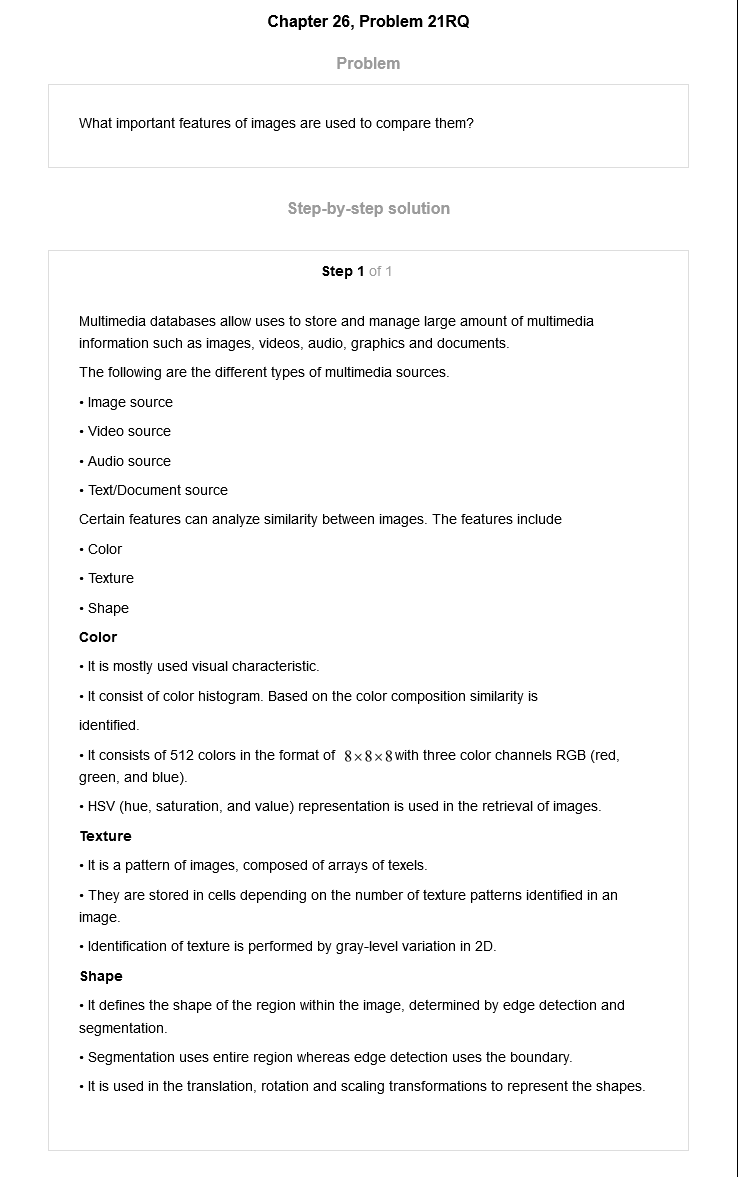 Chapter 26, Problem 21RQ
Problem
What important features of images are used to compare them?
Step-by-step solution
Step 1 of 1
Multimedia databases allow uses to store and manage large amount of multimedia
information such as images, videos, audio, graphics and documents.
The following are the different types of multimedia sources.
• Image source
• Video source
• Audio source
• Text/Document source
Certain features can analyze similarity between images. The features include
• Color
• Texture
• Shape
Color
• It is mostly used visual characteristic.
• It consist of color histogram. Based on the color composition similarity is
identified.
• It consists of 512 colors in the format of 8×8×8 with three color channels RGB (red,
green, and blue).
• HSV (hue, saturation, and value) representation is used in the retrieval of images.
Texture
• It is a pattern of images, composed of arrays of texels.
• They are stored in cells depending on the number of texture patterns identified in an
image.
• Identification of texture is performed by gray-level variation in 2D.
Shape
• It defines the shape of the region within the image, determined by edge detection and
segmentation.
• Segmentation uses entire region whereas edge detection uses the boundary.
• It is used in the translation, rotation and scaling transformations to represent the shapes.